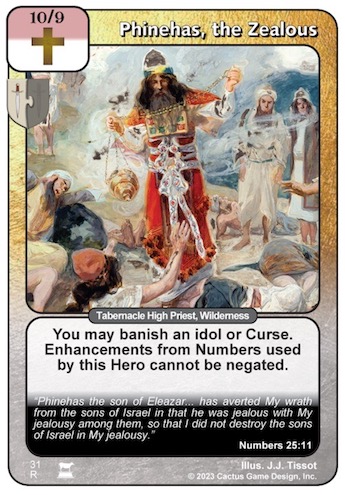 10/9
Phinehas, the Zealous
Tabernacle High Priest, Wilderness
You may banish an idol or Curse.
Enhancements from Numbers used
by this Hero cannot be negated.
"Phinehas the son of Eleazar... has averted My wrath
from the sons of Israel in that he was jealous with My
jealousy among them, so that I did not destroy the sons
of Israel in My jealousy."
Numbers 25:11
31
R
Illus. J.J. Tissot
© 2023 Cactus Game Design, Inc.